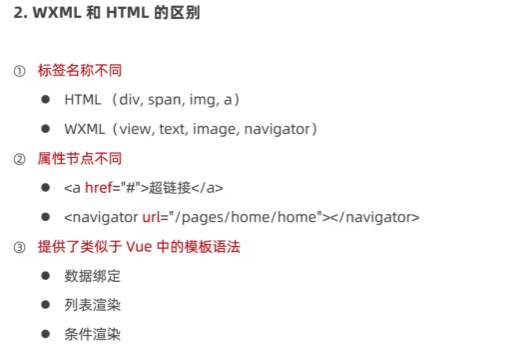 2. WXML 和 HTML 的区别
① 标签名称不同
● HTML （div, span, img, a）
● WXML（view, text, image, navigator）
② 属性节点不同
● <a href="#">超链接</a>
● <navigator url="/pages/home/home"></navigator>
③ 提供了类似于 Vue 中的模板语法
● 数据绑定
● 列表渲染
● 条件渲染